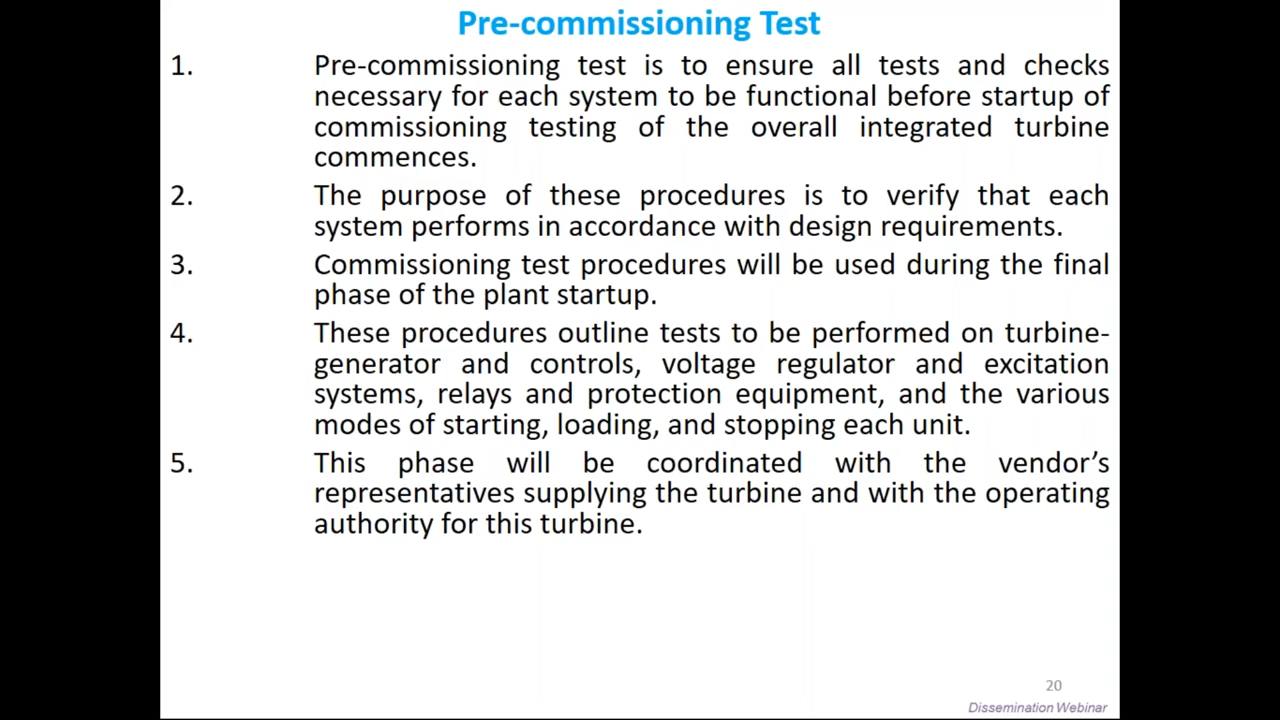 Pre-commissioning Test
1. Pre-commissioning test is to ensure all tests and checks
necessary for each system to be functional before startup of
commissioning testing of the overall integrated turbine
commences.
2. The purpose of these procedures is to verify that each
system performs in accordance with design requirements.
3. Commissioning test procedures will be used during the final
phase of the plant startup.
4. These procedures outline tests to be performed on turbine-
generator and controls, voltage regulator and excitation
systems, relays and protection equipment, and the various
modes of starting, loading, and stopping each unit.
5. This phase will be coordinated with the vendor’s
representatives supplying the turbine and with the operating
authority for this turbine.
20
Dissemination Webinar